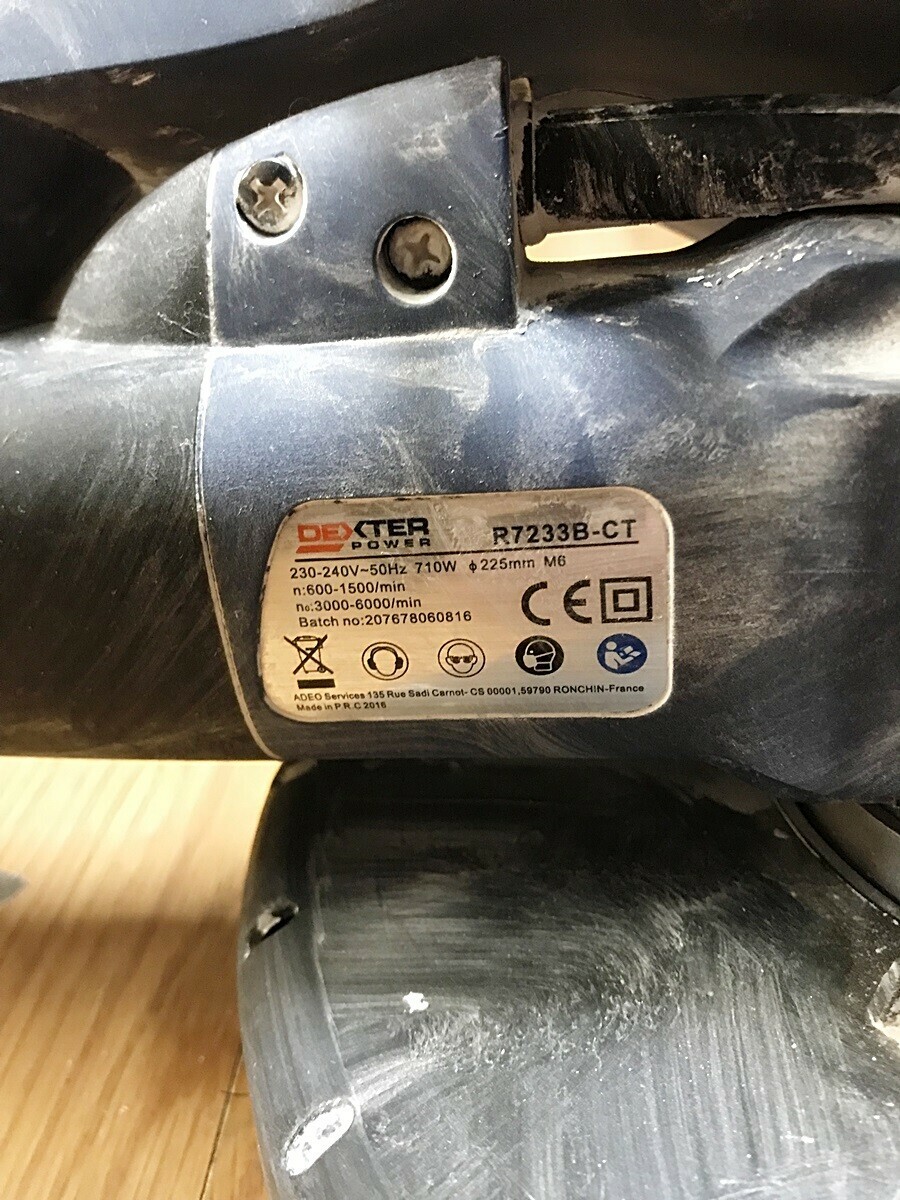 DEXTER
POWER
R7233B-CT
230-240V~50Hz 710W ϕ225mm M6
n:600-1500/min
n₀:3000-6000/min
Batch no:207678060816
CE
ADEO Services 135 Rue Sadi Carnot- CS 00001,59790 RONCHIN-France
Made in P.R.C 2016